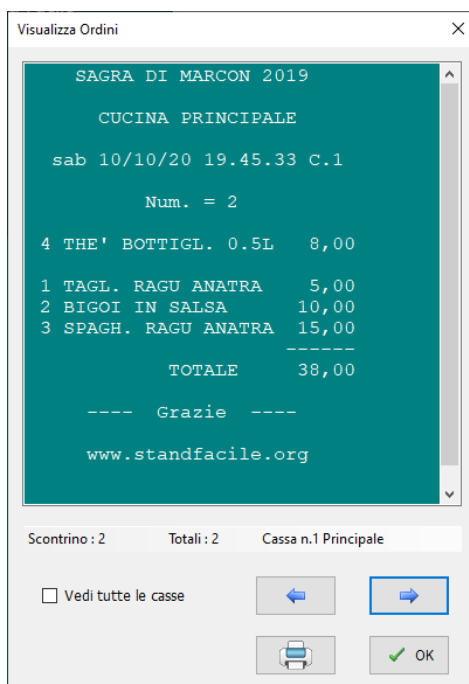 Visualizza Ordini
SAGRA DI MARCON 2019
CUCINA PRINCIPALE
sab 10/10/20 19.45.33 C.1
Num. = 2
4 THE' BOTTIGL. 0.5L 8,00
1 TAGL. RAGU ANATRA 5,00
2 BIGOI IN SALSA 10,00
3 SPAGH. RAGU ANATRA 15,00
------
TOTALE 38,00
---- Grazie ----
www.standfacile.org
Scontrino : 2 Totali : 2 Cassa n.1 Principale
Vedi tutte le casse
OK